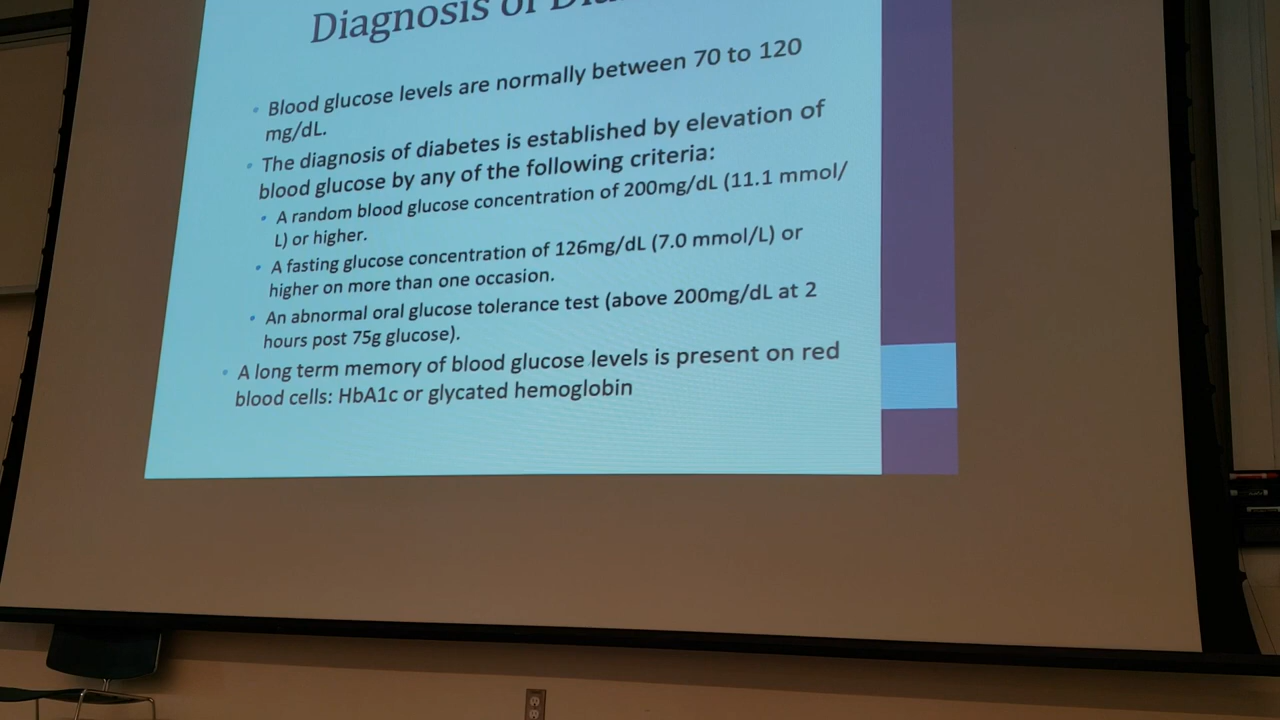 Diagnosis of
• Blood glucose levels are normally between 70 to 120
mg/dL.
• The diagnosis of diabetes is established by elevation of
blood glucose by any of the following criteria:
• A random blood glucose concentration of 200mg/dL (11.1 mmol/
L) or higher.
• A fasting glucose concentration of 126mg/dL (7.0 mmol/L) or
higher on more than one occasion.
• An abnormal oral glucose tolerance test (above 200mg/dL at 2
hours post 75g glucose).
• A long term memory of blood glucose levels is present on red
blood cells: HbA1c or glycated hemoglobin